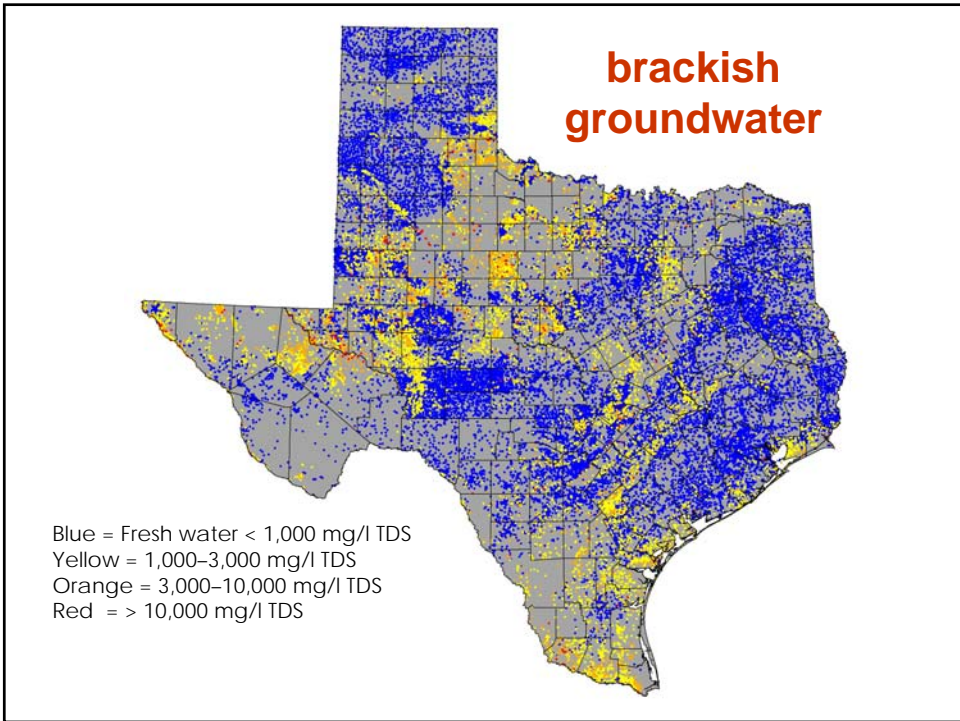 brackish
groundwater
Blue = Fresh water < 1,000 mg/l TDS
Yellow = 1,000–3,000 mg/l TDS
Orange = 3,000–10,000 mg/l TDS
Red = > 10,000 mg/l TDS